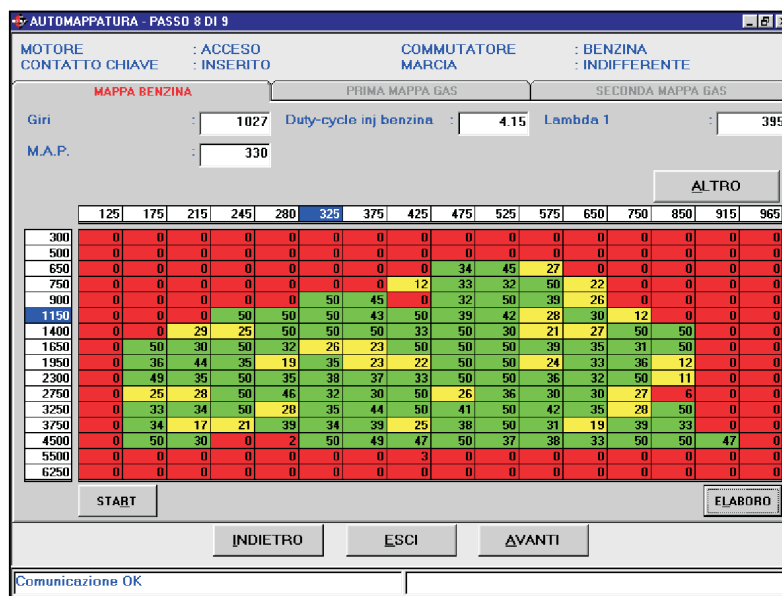 AUTOMAPPATURA - PASSO 8 DI 9
MOTORE : ACCESO COMMUTATORE : BENZINA
CONTATTO CHIAVE : INSERITO MARCIA : INDIFFERENTE
MAPPA BENZINA PRIMA MAPPA GAS SECONDA MAPPA GAS
Giri : 1027 Duty-cycle inj benzina : 4.15 Lambda 1 : 395
M.A.P. : 330
ALTRO
125 175 215 245 280 325 375 425 475 525 575 650 750 850 915 965
300 0 0 0 0 0 0 0 0 0 0 0 0 0 0 0 0
500 0 0 0 0 0 0 0 0 0 0 0 0 0 0 0 0
650 0 0 0 0 0 0 0 0 34 45 27 0 0 0 0 0
750 0 0 0 0 0 0 0 12 33 32 50 22 0 0 0 0
900 0 0 0 0 0 50 45 0 32 50 39 26 0 0 0 0
1150 0 0 0 50 50 50 43 50 39 42 28 30 12 0 0 0
1400 0 0 29 25 50 50 50 33 50 30 21 27 50 50 0 0
1650 0 50 30 50 32 26 23 50 50 50 39 35 31 50 0 0
1950 0 36 44 35 19 35 23 22 50 50 24 33 36 12 0 0
2300 0 49 35 50 35 38 37 33 50 50 36 32 50 11 0 0
2750 0 25 28 50 46 32 30 50 26 36 30 30 27 6 0 0
3250 0 33 34 50 28 35 44 50 41 50 42 35 28 50 0 0
3750 0 34 17 21 39 34 39 25 38 50 31 19 39 33 0 0
4500 0 50 30 0 2 50 49 47 50 37 38 33 50 50 47 0
5500 0 0 0 0 0 0 0 3 0 0 0 0 0 0 0 0
6250 0 0 0 0 0 0 0 0 0 0 0 0 0 0 0 0
START ELABORO
INDIETRO ESCI AVANTI
Comunicazione OK